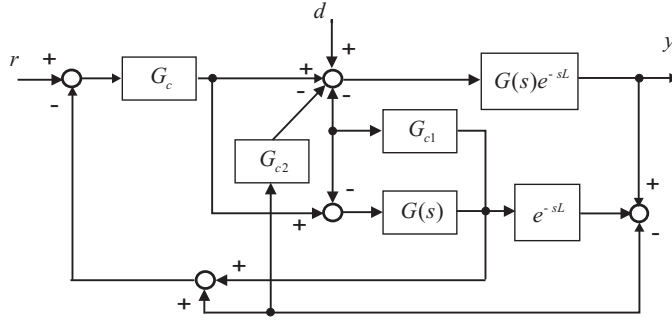 d
y
r
+
+
+
-
-
-
G_c
G(s)e^{-sL}
G_{c1}
G_{c2}
-
+
G(s)
e^{-sL}
+
-
+
+